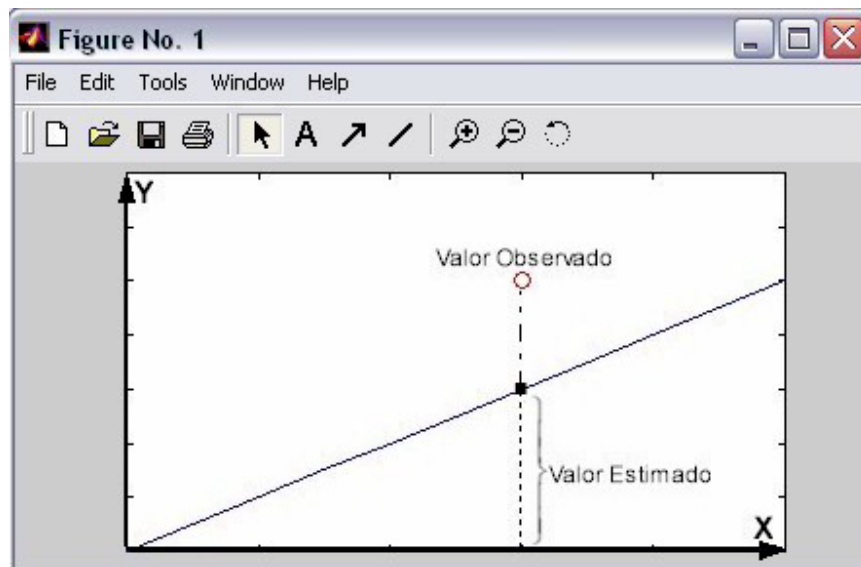 Figure No. 1
File Edit Tools Window Help
A
Y
Valor Observado
Valor Estimado
X